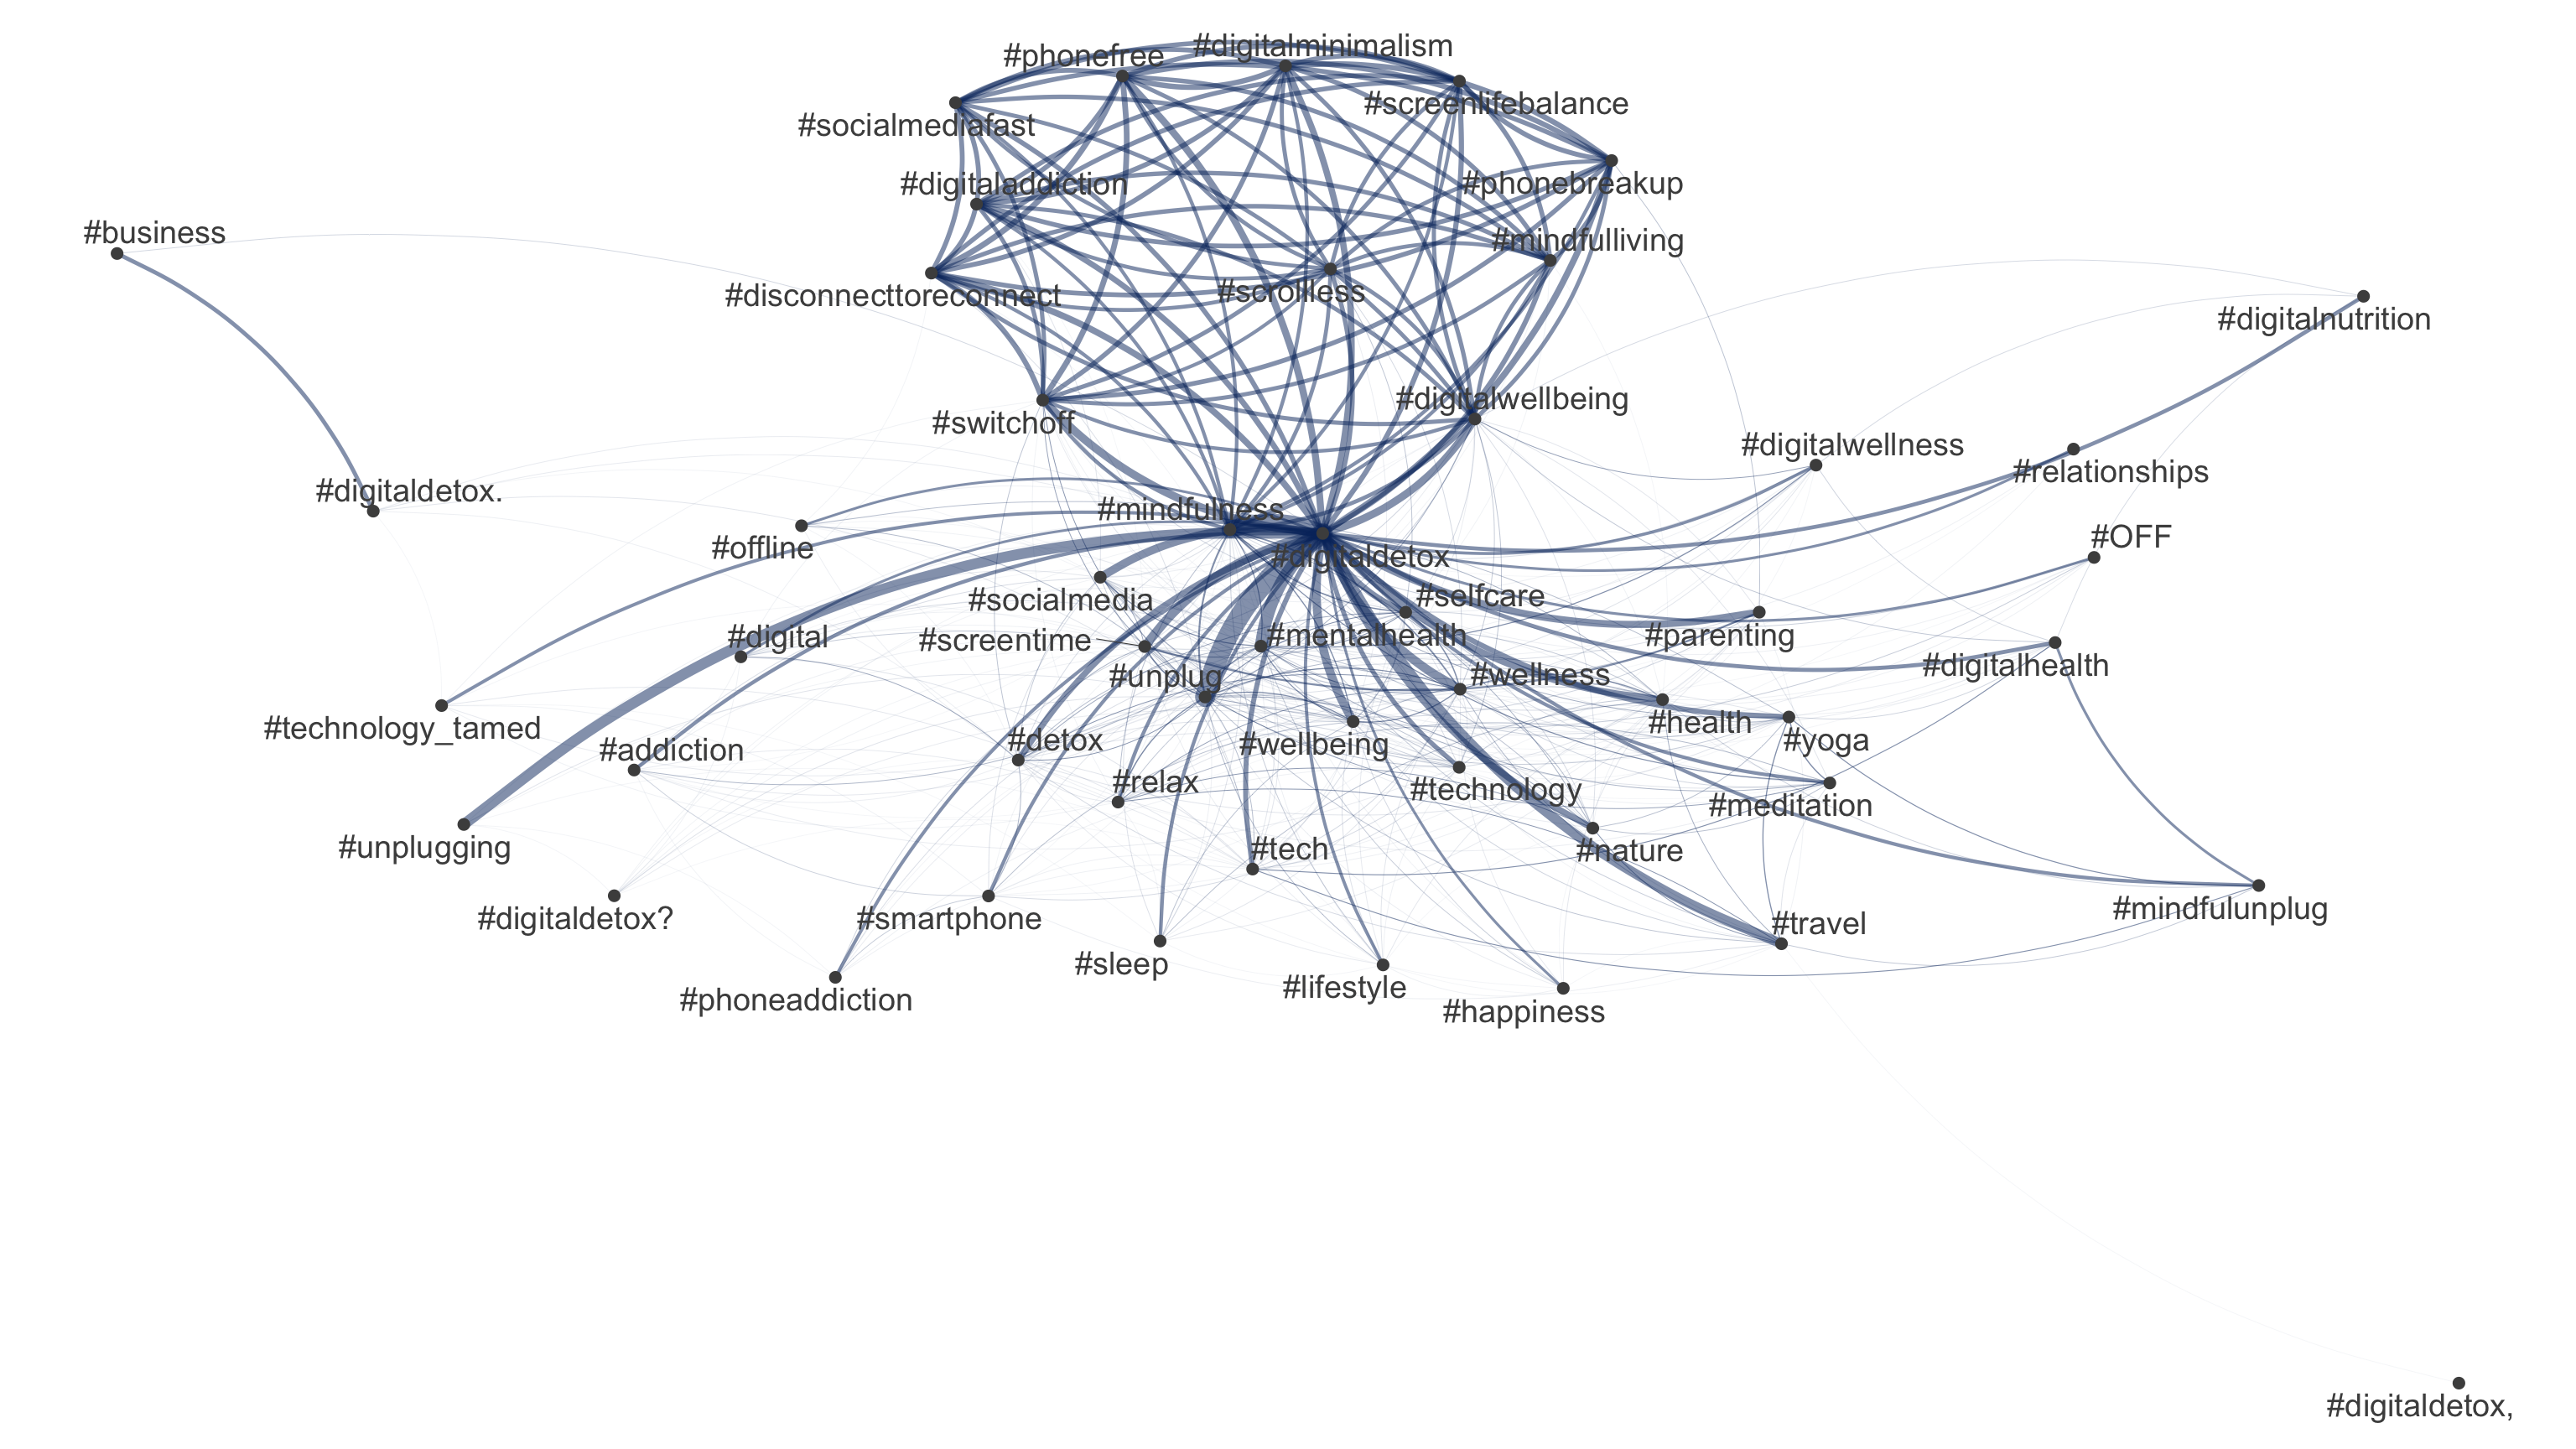 #digitalminimalism
#phonefree
#screenlifebalance
#socialmediafast
#digitaladdiction
#phonebreakup
#business
#mindfulliving
#disconnecttoreconnect
#scrollless
#digitalnutrition
#switchoff
#digitalwellbeing
#digitalwellness
#relationships
#digitaldetox.
#mindfulness
#offline
#digitaldetox
#OFF
#socialmedia
#selfcare
#digital
#screentime
#mentalhealth
#parenting
#unplug
#wellness
#digitalhealth
#technology_tamed
#addiction
#detox
#wellbeing
#health
#yoga
#relax
#technology
#meditation
#unplugging
#tech
#nature
#digitaldetox?
#smartphone
#travel
#mindfulunplug
#sleep
#phoneaddiction
#lifestyle
#happiness
#digitaldetox,